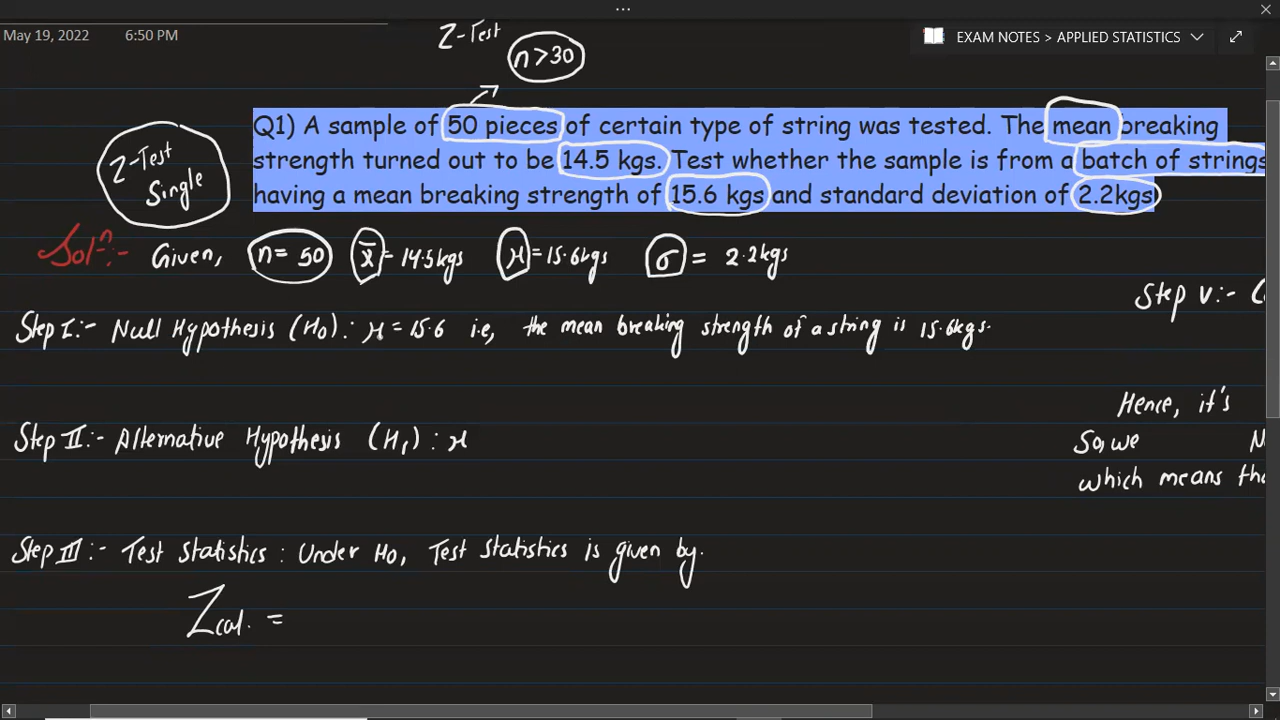 ...
May 19, 2022 6:50 PM
EXAM NOTES > APPLIED STATISTICS
Z-Test
n>30
Z-Test
Single
Q1) A sample of 50 pieces of certain type of string was tested. The mean breaking
strength turned out to be 14.5 kgs. Test whether the sample is from a batch of strings
having a mean breaking strength of 15.6 kgs and standard deviation of 2.2kgs
Solⁿ:-
Given, n= 50 x̄=14.5kgs μ=15.6kgs σ = 2.2kgs
Step V:- (
Step I:- Null Hypothesis (H0): μ=15.6 i.e, the mean breaking strength of a string is 15.6kgs.
Hence, it's
Step II:- Alternative Hypothesis (H1): μ
So, we N
which means tha
Step III:- Test Statistics: Under H0, Test Statistics is given by.
Zcal. =